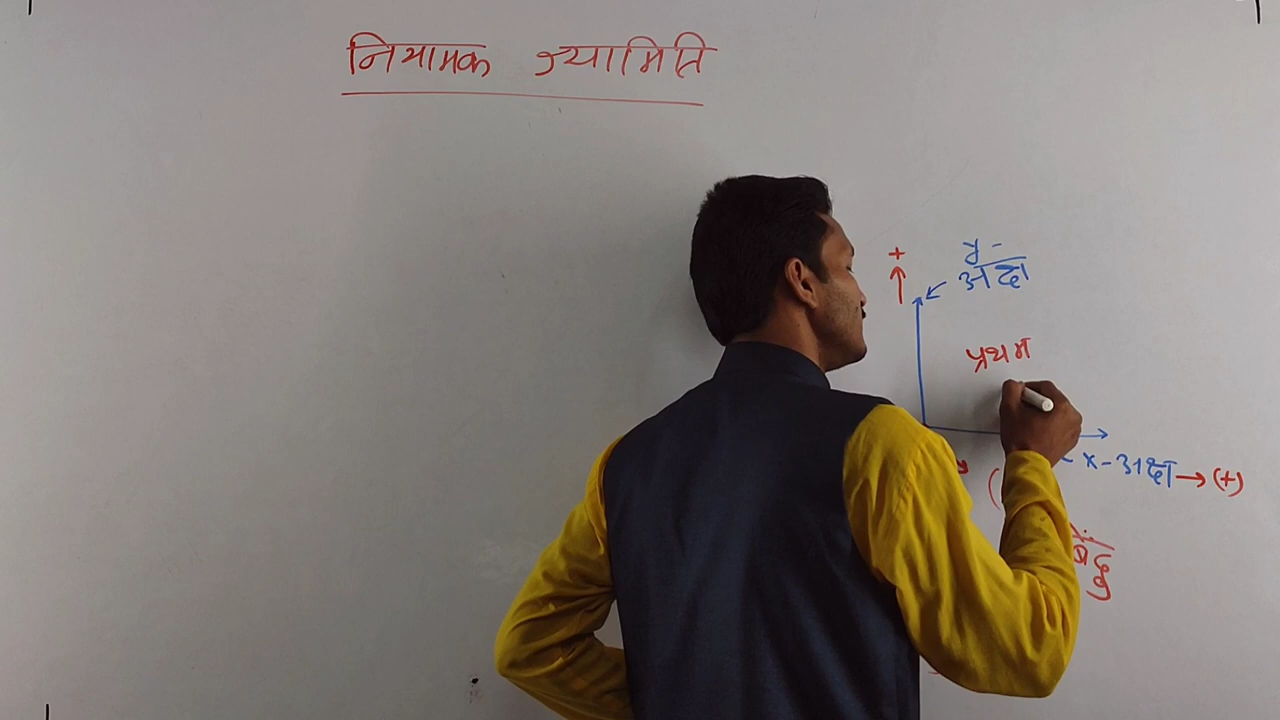 नियामक ज्यामिति
+
y-
अक्ष
प्रथम
x-अक्ष → (+)
(
बिंदु